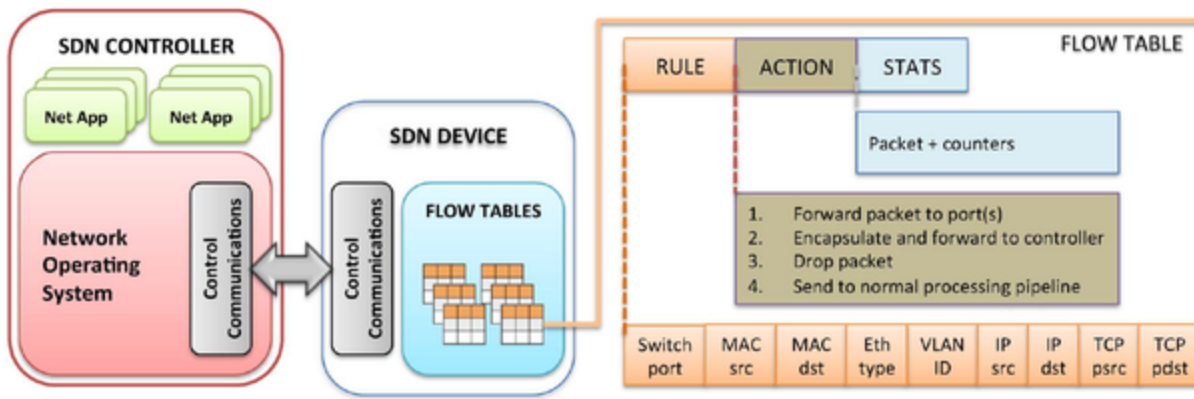 SDN CONTROLLER
Net App
Net App
Network
Operating
System
Control
Communications
SDN DEVICE
Control
Communications
FLOW TABLES
FLOW TABLE
RULE
ACTION
STATS
Packet + counters
1. Forward packet to port(s)
2. Encapsulate and forward to controller
3. Drop packet
4. Send to normal processing pipeline
Switch
port
MAC
src
MAC
dst
Eth
type
VLAN
ID
IP
src
IP
dst
TCP
psrc
TCP
pdst